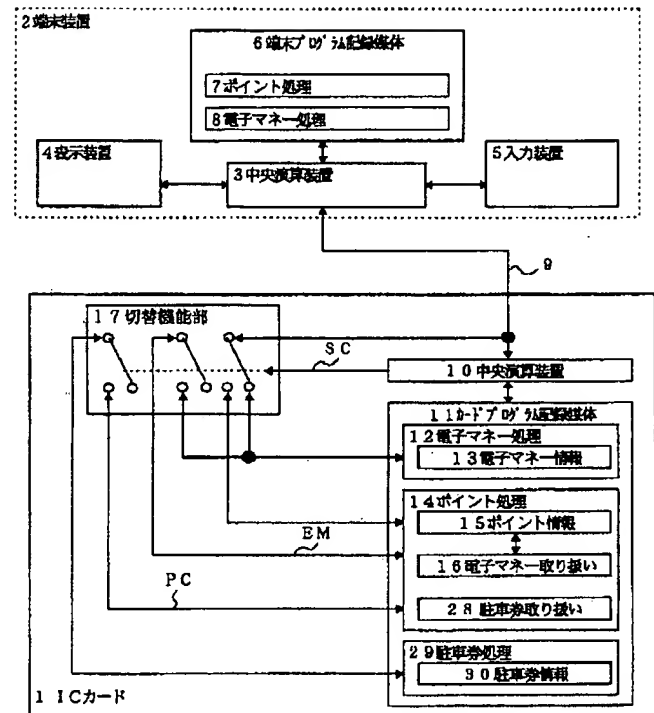 2端末装置
6端末プログラム記録媒体
7ポイント処理
8電子マネー処理
4表示装置
3中央演算装置
5入力装置
9
17切替機能部
SC
10中央演算装置
11カードプログラム記録媒体
12電子マネー処理
13電子マネー情報
14ポイント処理
15ポイント情報
EM
16電子マネー取り扱い
PC
28駐車券取り扱い
29駐車券処理
30駐車券情報
1 ICカード